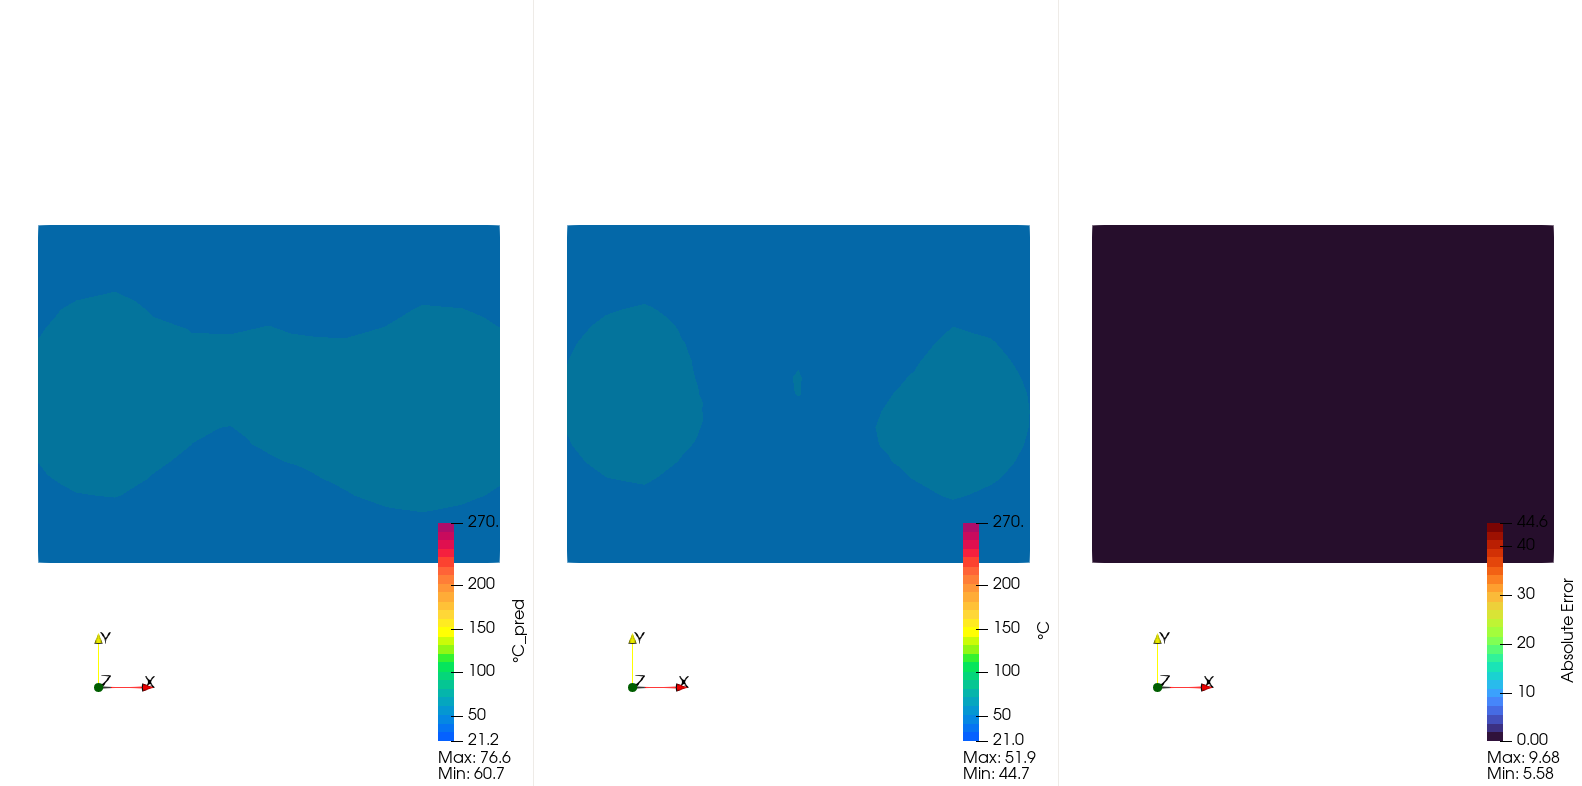 270.
200
150
100
50
21.2
°C_pred
Max: 76.6
Min: 60.7
Y
Z
X
270.
200
150
100
50
21.0
°C
Max: 51.9
Min: 44.7
Y
Z
X
44.6
40
30
20
10
0.00
Absolute Error
Max: 9.68
Min: 5.58
Y
Z
X